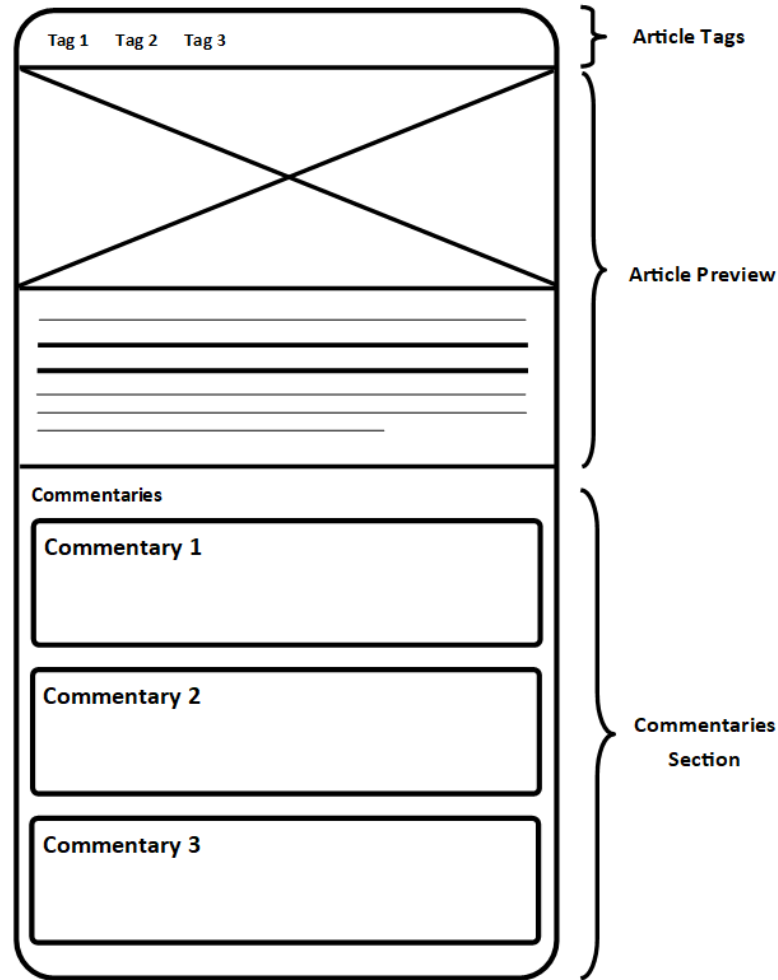 Tag 1 Tag 2 Tag 3
Article Tags
Article Preview
Commentaries
Commentary 1
Commentary 2
Commentary 3
Commentaries
Section